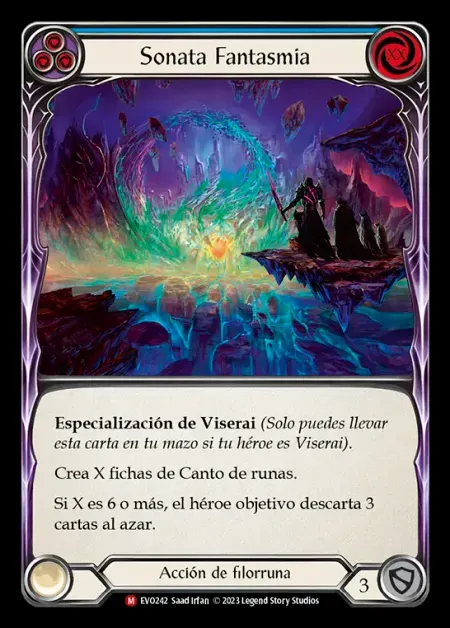 Sonata Fantasmia
XX
Especialización de Viserai (Solo puedes llevar
esta carta en tu mazo si tu héroe es Viserai).
Crea X fichas de Canto de runas.
Si X es 6 o más, el héroe objetivo descarta 3
cartas al azar.
Acción de filorruna
3
M EVO242 Saad Irfan © 2023 Legend Story Studios